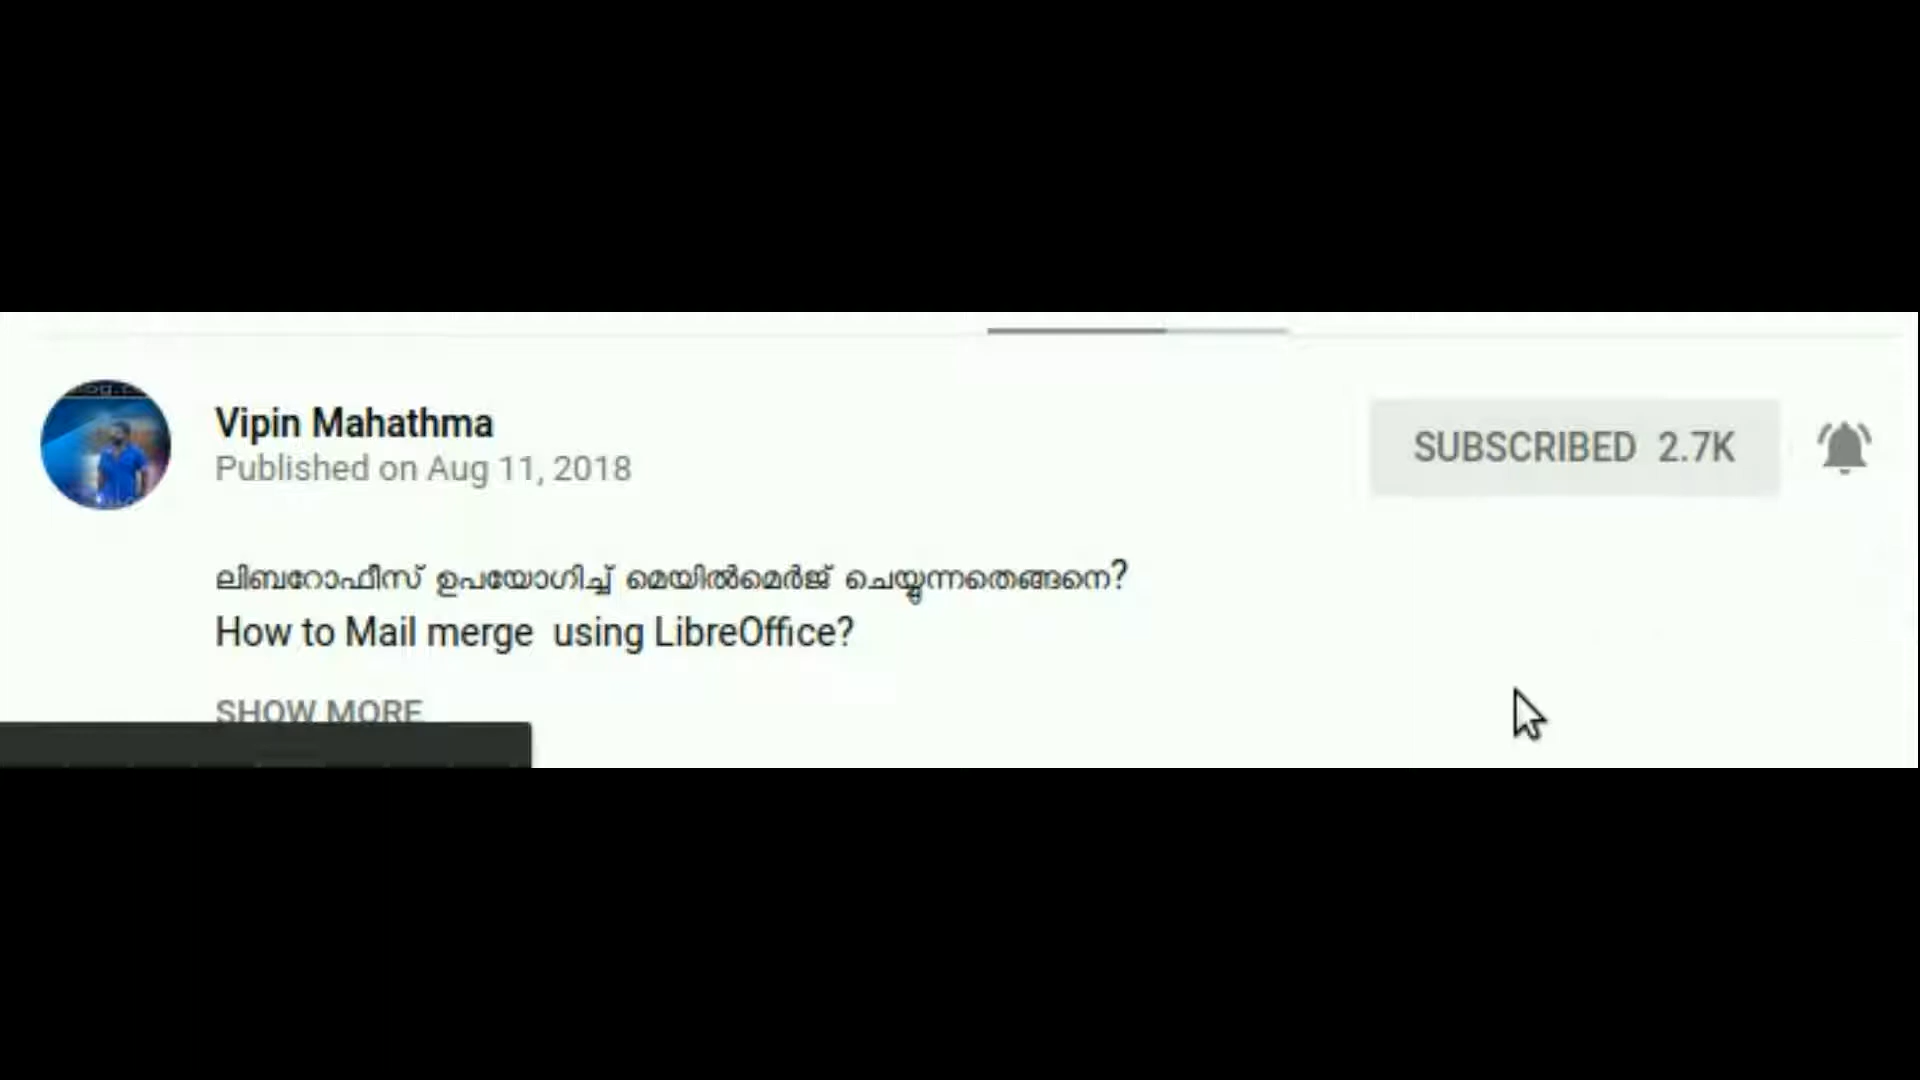 Vipin Mahathma
SUBSCRIBED 2.7K
Published on Aug 11, 2018
ലിബറോഫീസ് ഉപയോഗിച്ച് മെയിൽമെർജ് ചെയ്യുന്നതെങ്ങനെ?
How to Mail merge using LibreOffice?
SHOW MORE